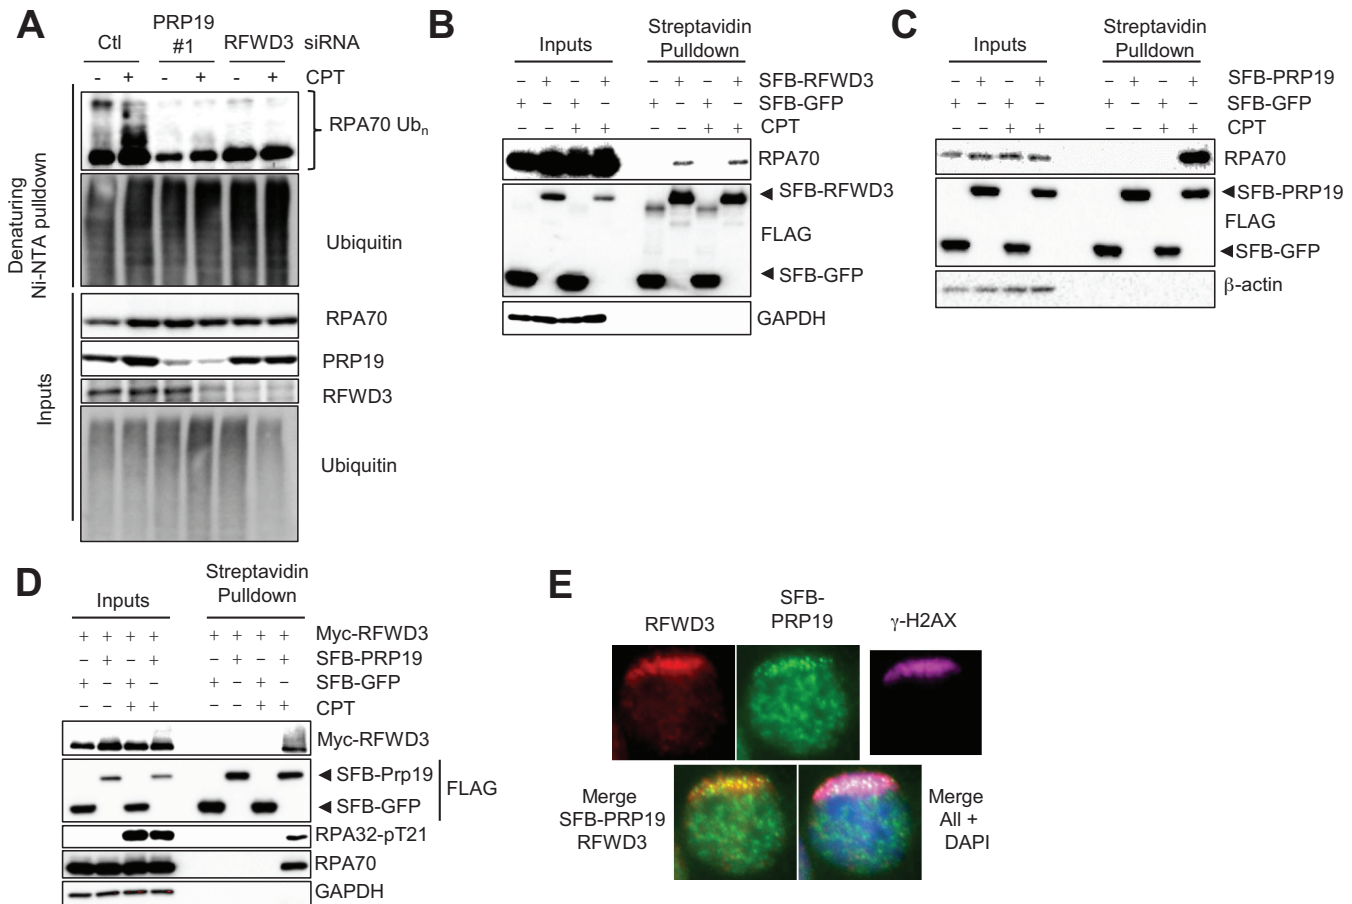 A
PRP19
Ctl #1 RFWD3 siRNA
- + - + - + CPT
RPA70 Ubn
Ubiquitin
Denaturing
Ni-NTA pulldown
RPA70
PRP19
RFWD3
Ubiquitin
Inputs
B
Streptavidin
Inputs Pulldown
– + – + – + – + SFB-RFWD3
+ – + – + – + – SFB-GFP
– – + + – – + + CPT
RPA70
SFB-RFWD3
FLAG
SFB-GFP
GAPDH
C
Streptavidin
Inputs Pulldown
– + – + – + – + SFB-PRP19
+ – + – + – + – SFB-GFP
– – + + – – + + CPT
RPA70
SFB-PRP19
FLAG
SFB-GFP
β-actin
D
Streptavidin
Inputs Pulldown
+ + + + + + + + Myc-RFWD3
– + – + – + – + SFB-PRP19
+ – + – + – + – SFB-GFP
– – + + – – + + CPT
Myc-RFWD3
SFB-Prp19
FLAG
SFB-GFP
RPA32-pT21
RPA70
GAPDH
E
RFWD3
SFB-
PRP19
γ-H2AX
Merge
SFB-PRP19
RFWD3
Merge
All +
DAPI